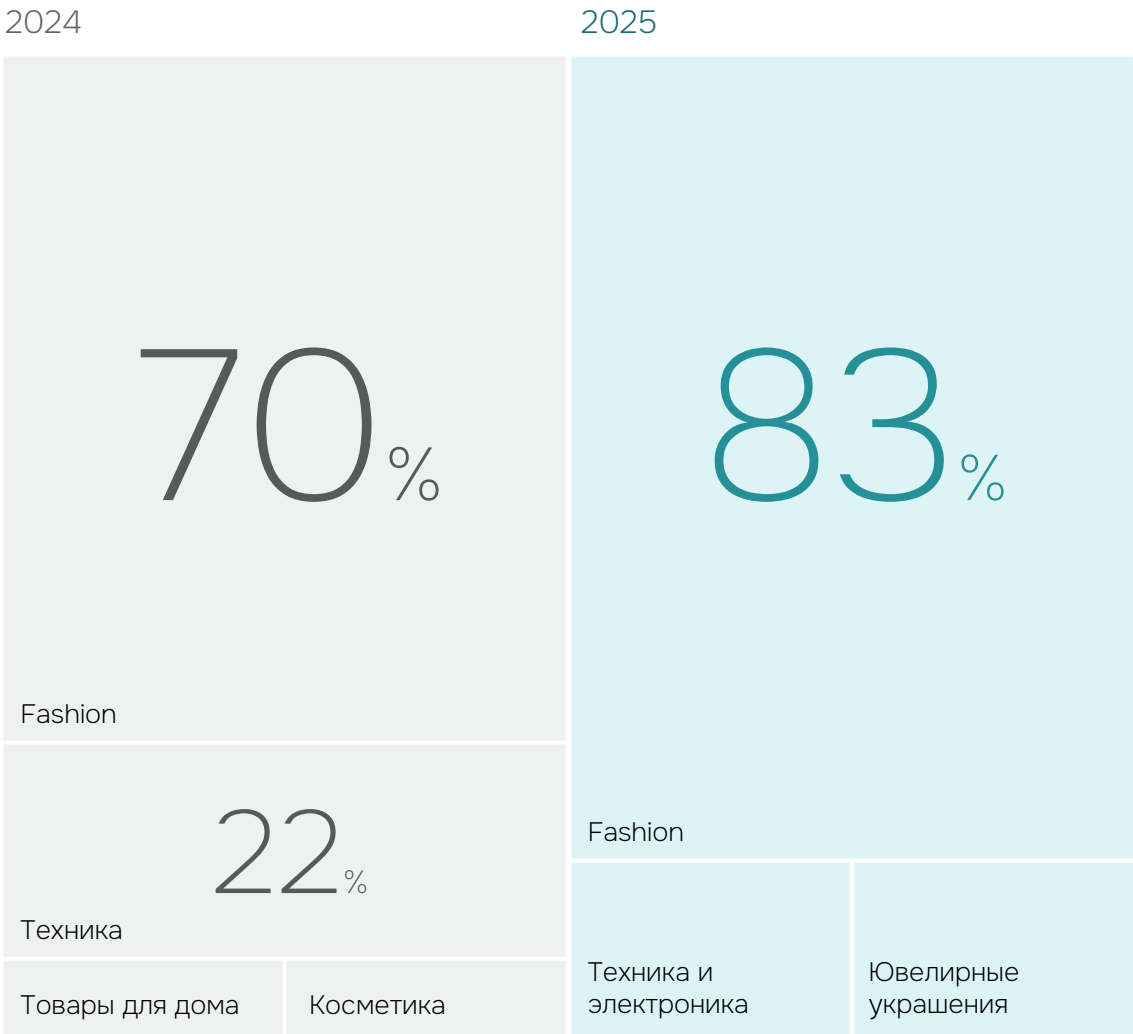 2024
70%
Fashion
22%
Техника
Товары для дома
Косметика
2025
83%
Fashion
Техника и
электроника
Ювелирные
украшения